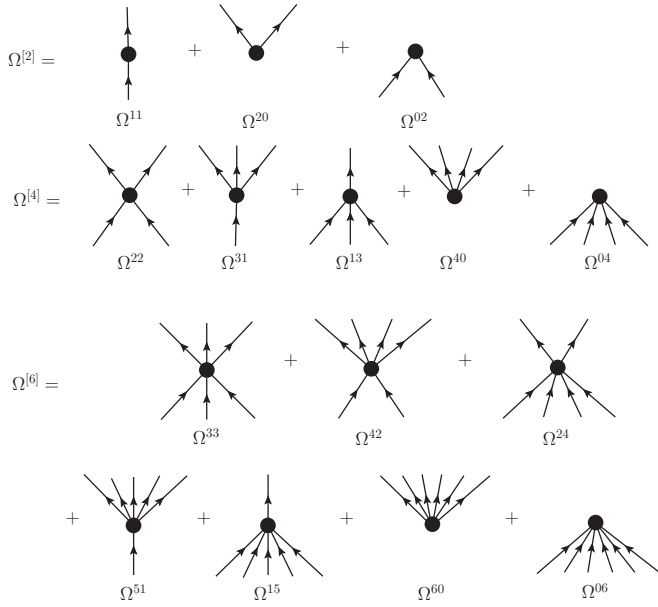 Ω^[2] = + +
Ω^11 Ω^20 Ω^02
Ω^[4] = + + + +
Ω^22 Ω^31 Ω^13 Ω^40 Ω^04
Ω^[6] = + +
Ω^33 Ω^42 Ω^24
+ + + +
Ω^51 Ω^15 Ω^60 Ω^06